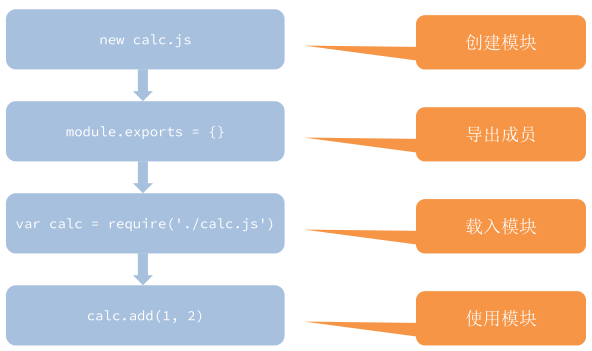 new calc.js
创建模块
module.exports = {}
导出成员
var calc = require('./calc.js')
载入模块
calc.add(1, 2)
使用模块